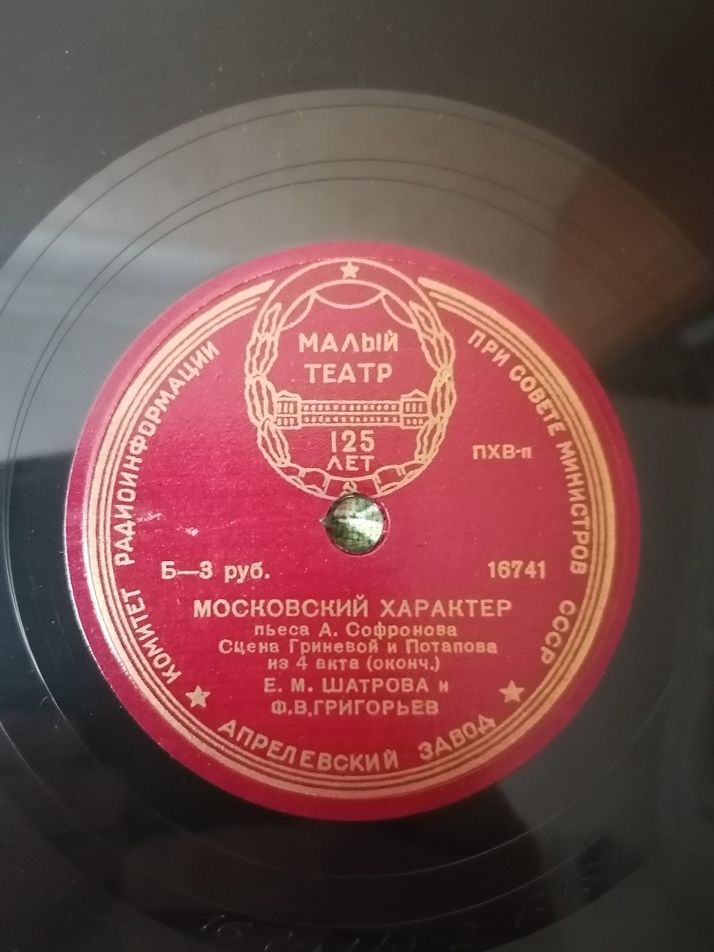 КОМИТЕТ РАДИОИНФОРМАЦИИ ПРИ СОВЕТЕ МИНИСТРОВ СССР
МАЛЫЙ
ТЕАТР
125
ЛЕТ
ПХВ-п
Б—3 руб.
16741
МОСКОВСКИЙ ХАРАКТЕР
пьеса А. Софронова
Сцена Гриневой и Потапова
из 4 акта (оконч.)
Е. М. ШАТРОВА и
Ф.В.ГРИГОРЬЕВ
АПРЕЛЕВСКИЙ ЗАВОД